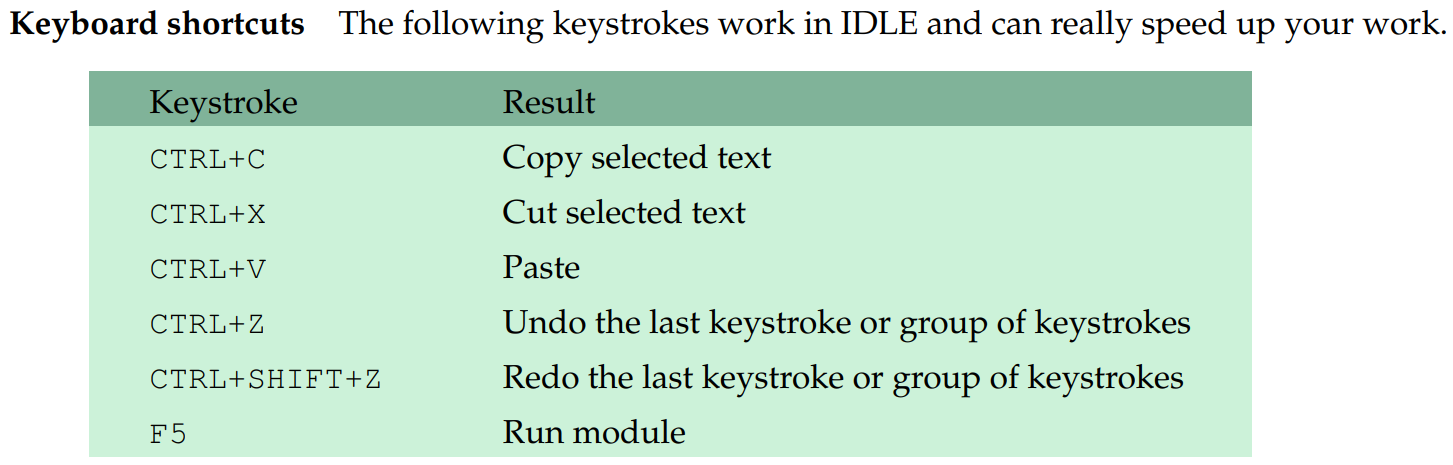 Keyboard shortcuts The following keystrokes work in IDLE and can really speed up your work.
Keystroke Result
CTRL+C Copy selected text
CTRL+X Cut selected text
CTRL+V Paste
CTRL+Z Undo the last keystroke or group of keystrokes
CTRL+SHIFT+Z Redo the last keystroke or group of keystrokes
F5 Run module